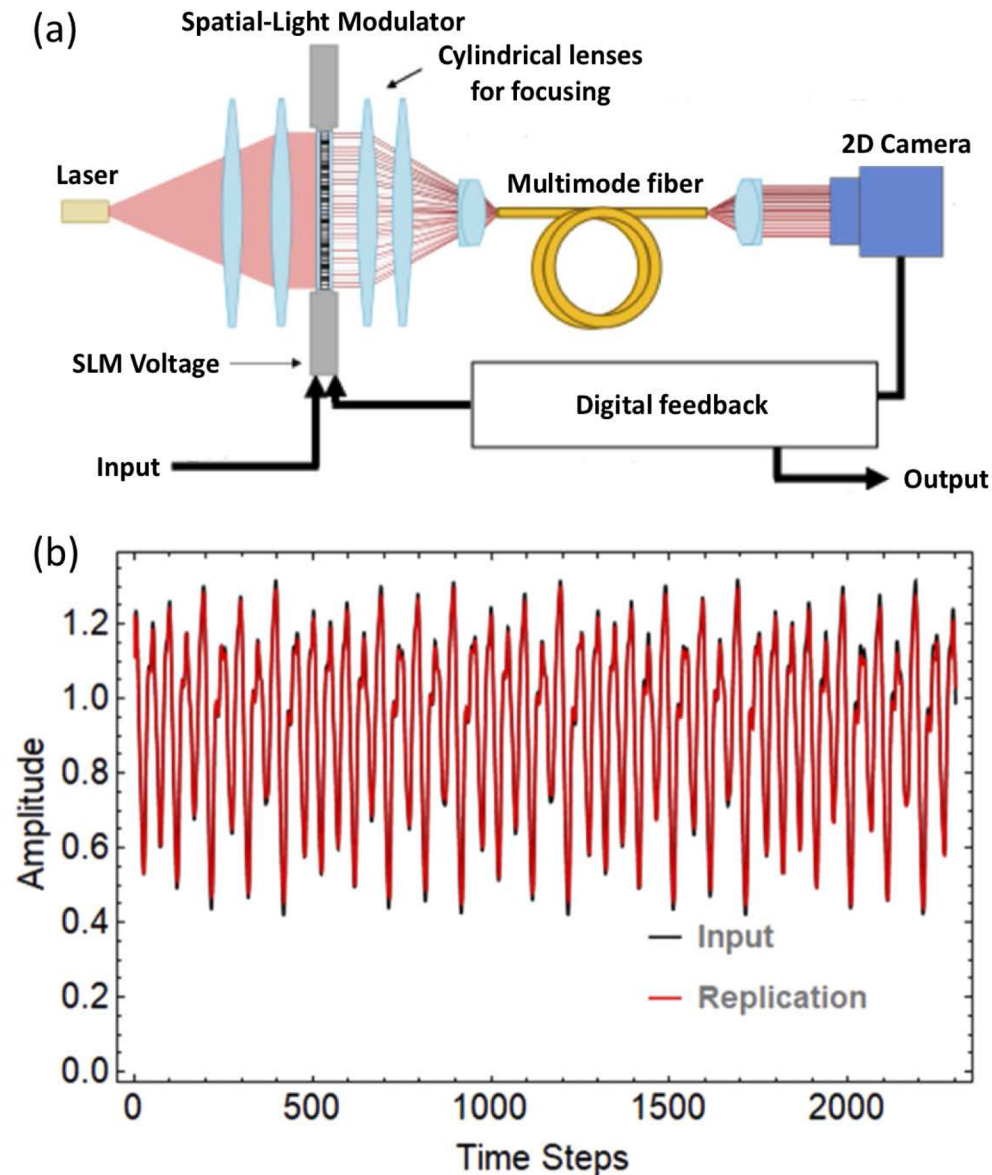 (a)
Spatial-Light Modulator
Cylindrical lenses
for focusing
2D Camera
Laser
Multimode fiber
SLM Voltage
Digital feedback
Input
Output
(b)
1.2
1.0
0.8
0.6
0.4
0.2
0.0
Amplitude
Input
Replication
0 500 1000 1500 2000
Time Steps